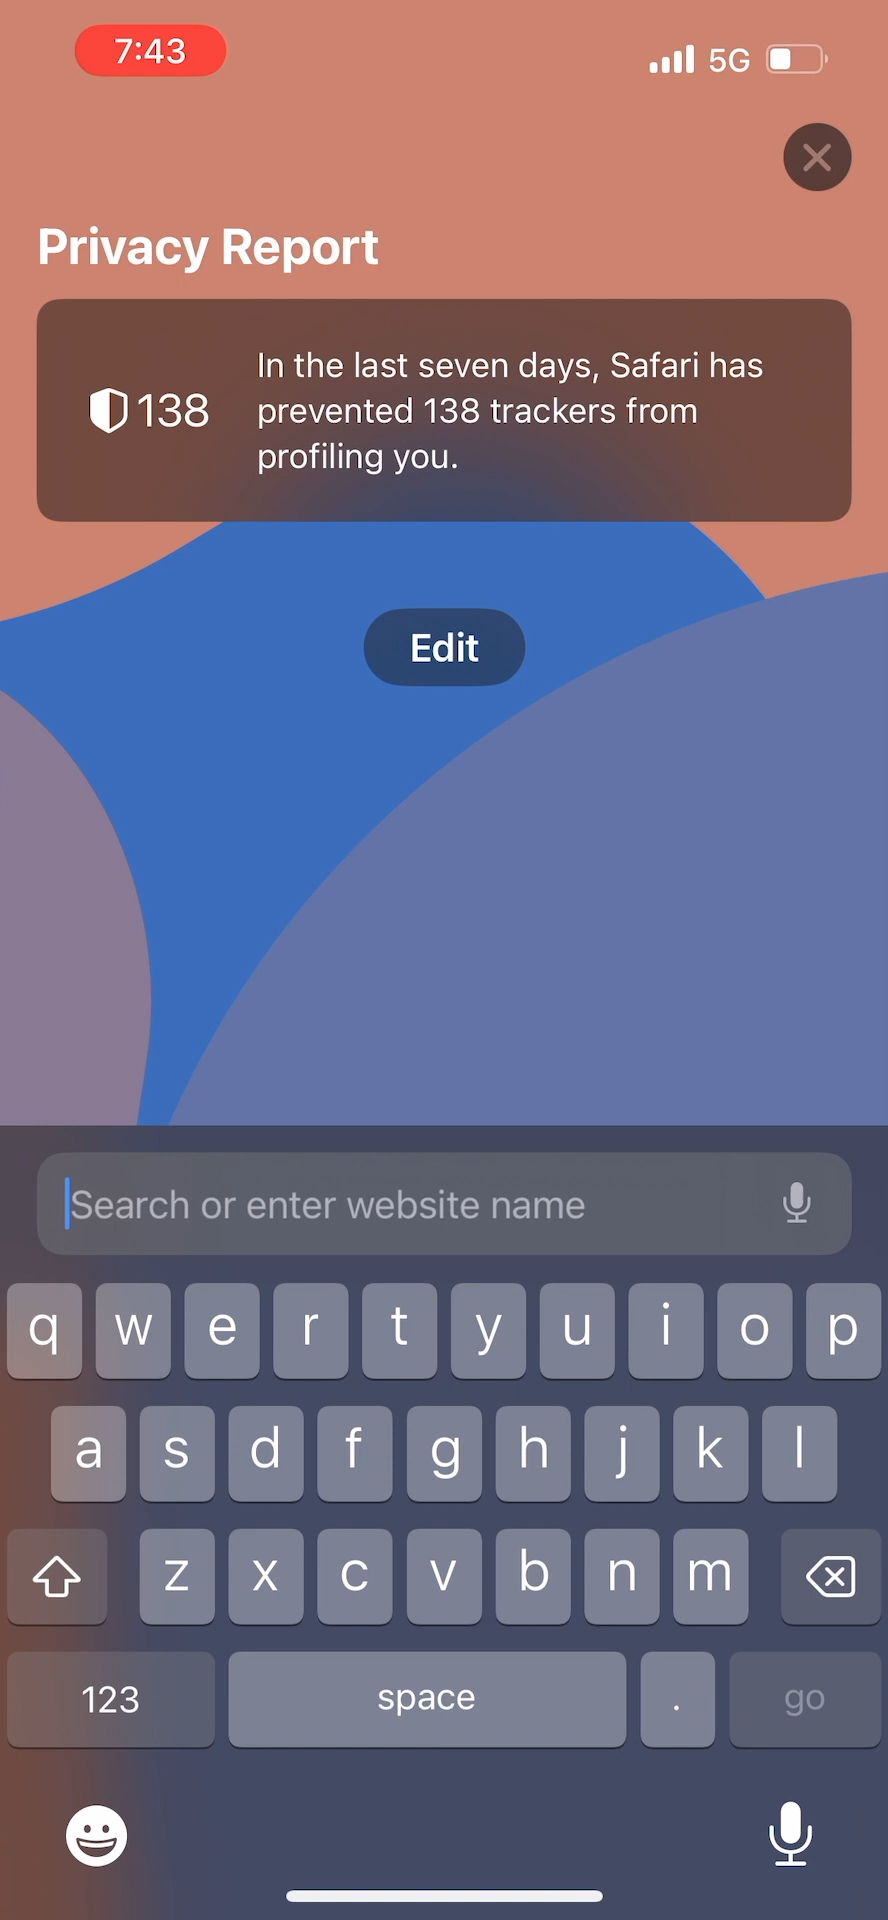 7:43 5G
Privacy Report
138
In the last seven days, Safari has
prevented 138 trackers from
profiling you.
Edit
Search or enter website name
q w e r t y u i o p
a s d f g h j k l
z x c v b n m
123 space . go